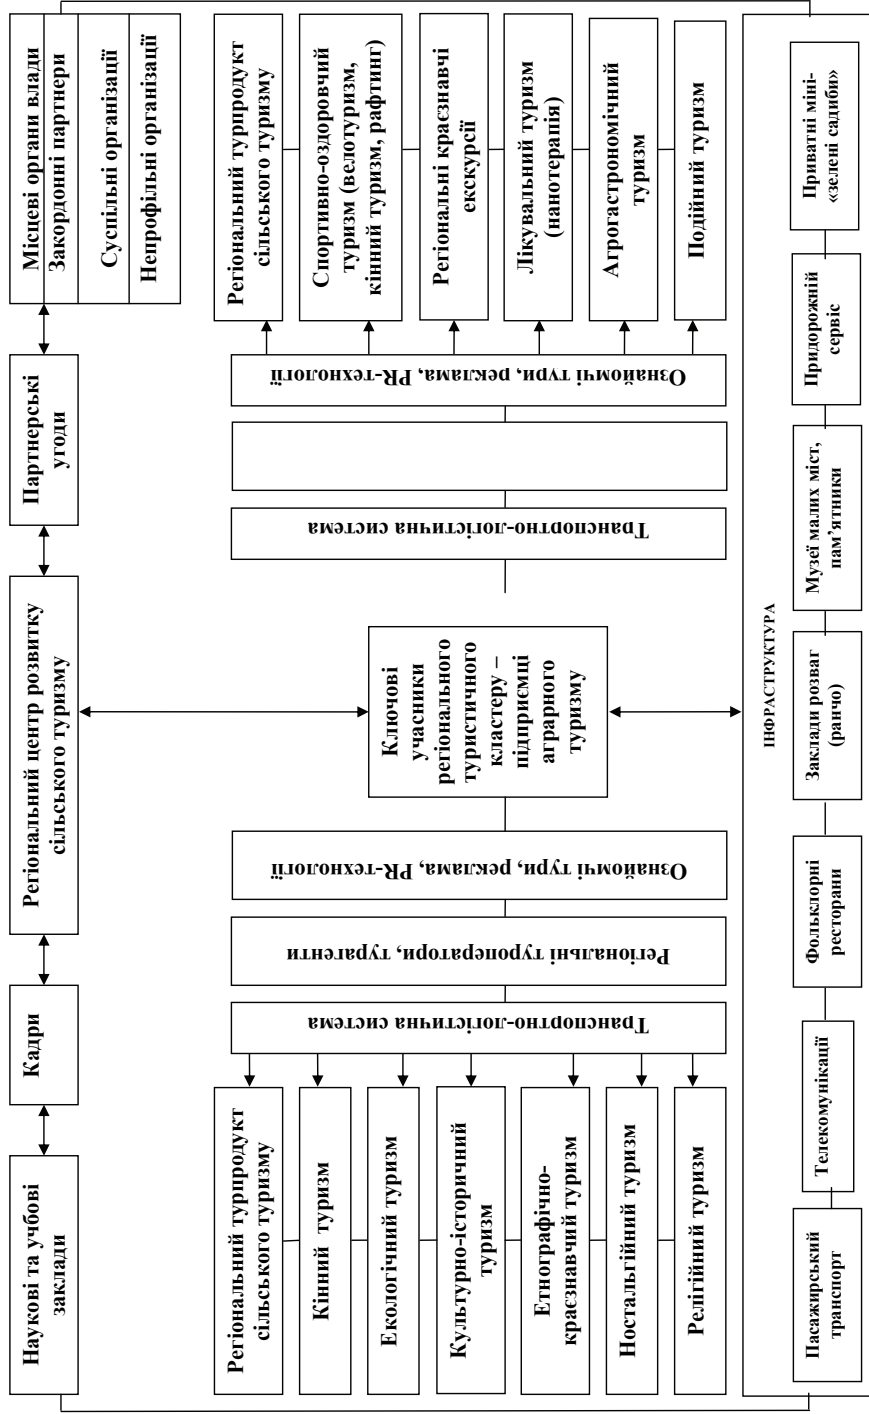 Наукові та учбові
заклади
Кадри
Регіональний центр розвитку
сільського туризму
Партнерські
угоди
Місцеві органи влади
Закордонні партнери
Суспільні організації
Непрофільні організації
Регіональний турпродукт
сільського туризму
Кінний туризм
Екологічний туризм
Культурно-історичний
туризм
Етнографічно-
краєзнавчий туризм
Ностальгійний туризм
Релігійний туризм
Транспортно-логістична
система
Регіональні туроператори, турагенти
Ознайомчі тури, реклама, PR-технології
Ключові
учасники
регіонального
туристичного
кластеру –
підприємці
аграрного
туризму
Транспортно-логістична
система
Ознайомчі тури, реклама, PR-технології
Регіональний турпродукт
сільського туризму
Спортивно-оздоровчий
туризм (велотуризм,
кінний туризм, рафтинг)
Регіональні краєзнавчі
екскурсії
Лікувальний туризм
(нанотерапія)
Агрогастрономічний
туризм
Подійний туризм
ІНФРАСТРУКТУРА
Пасажирський
транспорт
Телекомунікації
Фольклорні
ресторани
Заклади розваг
(ранчо)
Музеї малих міст,
пам’ятники
Придорожній
сервіс
Приватні міні-
«зелені садиби»